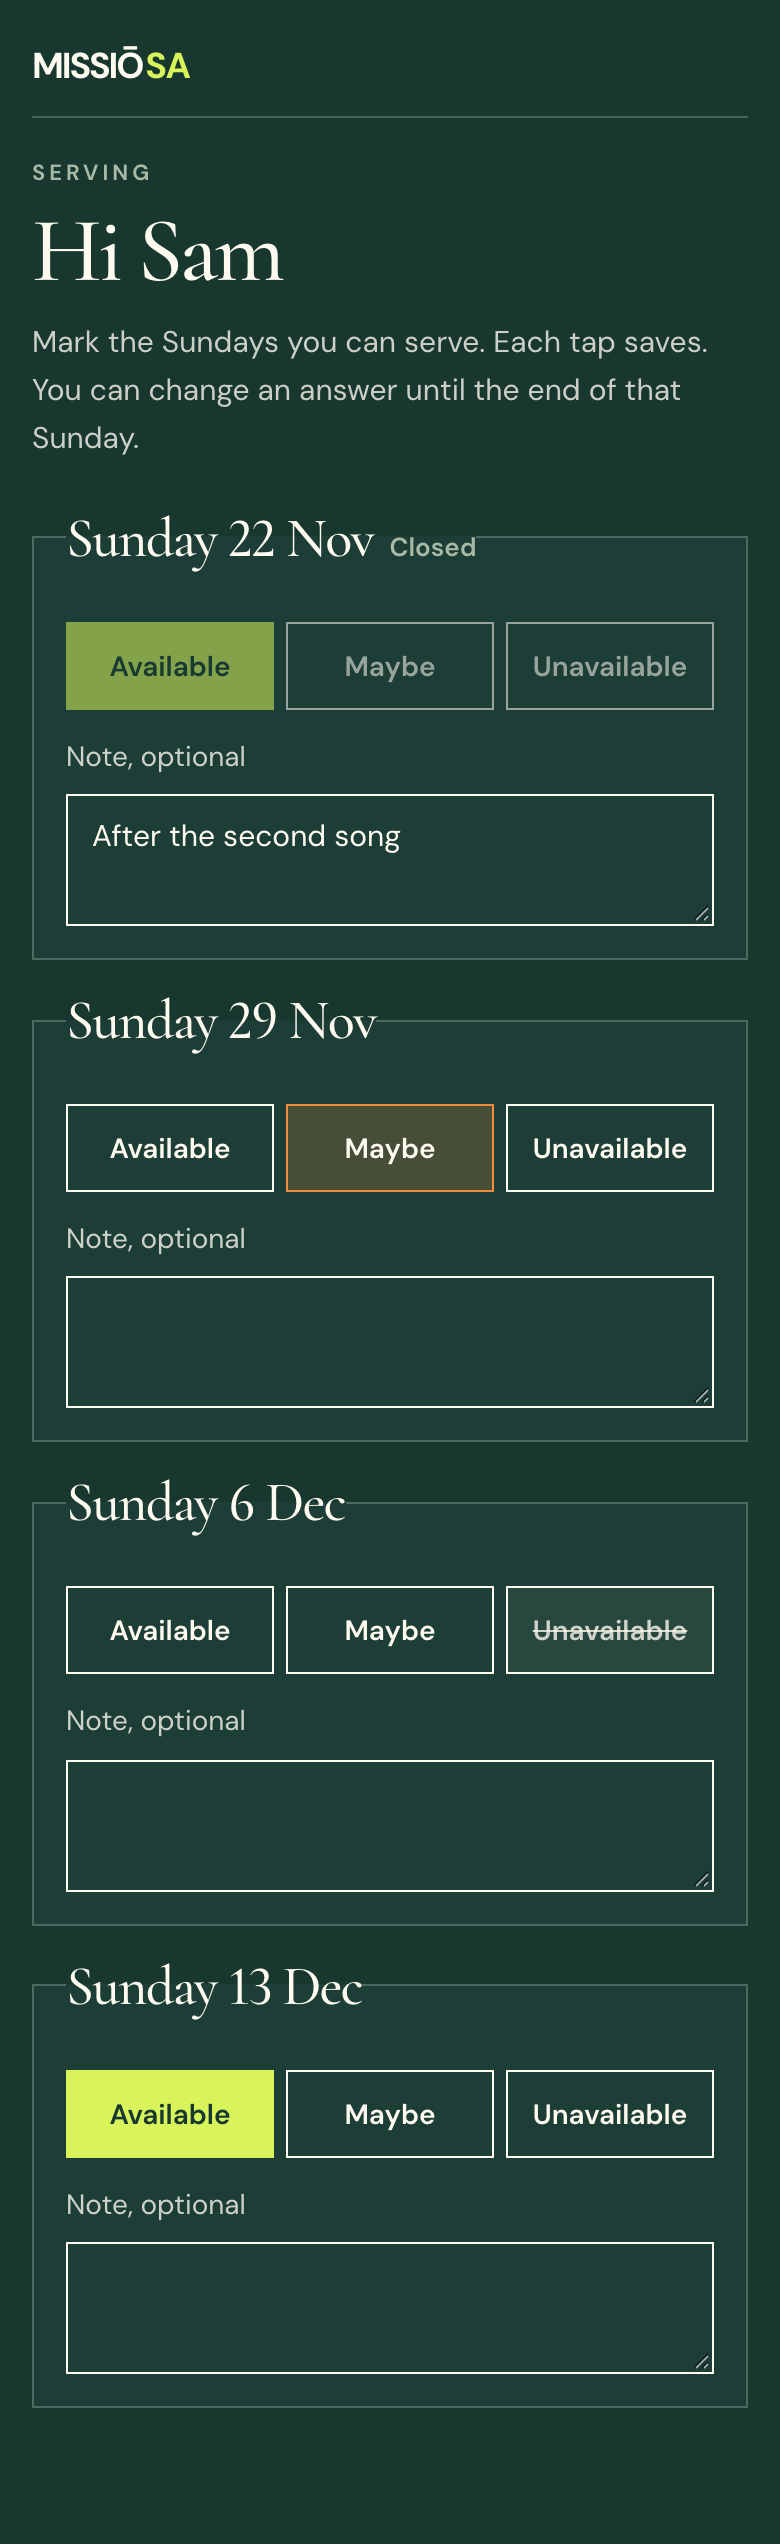 MISSIŌSA
SERVING
Hi Sam
Mark the Sundays you can serve. Each tap saves.
You can change an answer until the end of that
Sunday.
Sunday 22 Nov Closed
Available Maybe Unavailable
Note, optional
After the second song
Sunday 29 Nov
Available Maybe Unavailable
Note, optional
Sunday 6 Dec
Available Maybe Unavailable
Note, optional
Sunday 13 Dec
Available Maybe Unavailable
Note, optional